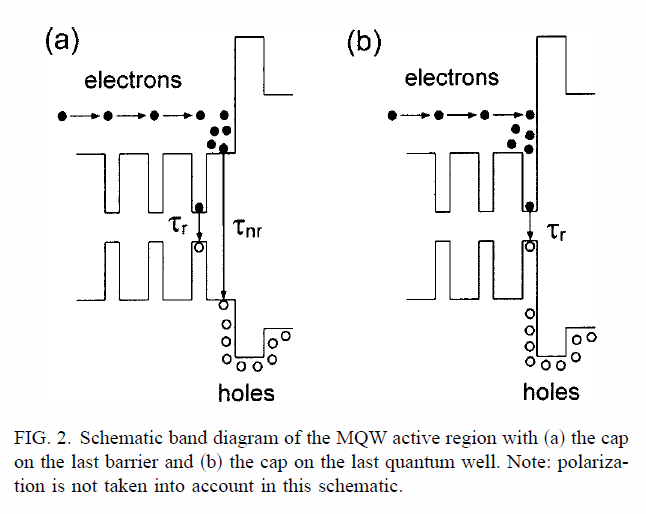 (a)
electrons
τr
τnr
holes
(b)
electrons
τr
holes
FIG. 2. Schematic band diagram of the MQW active region with (a) the cap
on the last barrier and (b) the cap on the last quantum well. Note: polariza-
tion is not taken into account in this schematic.